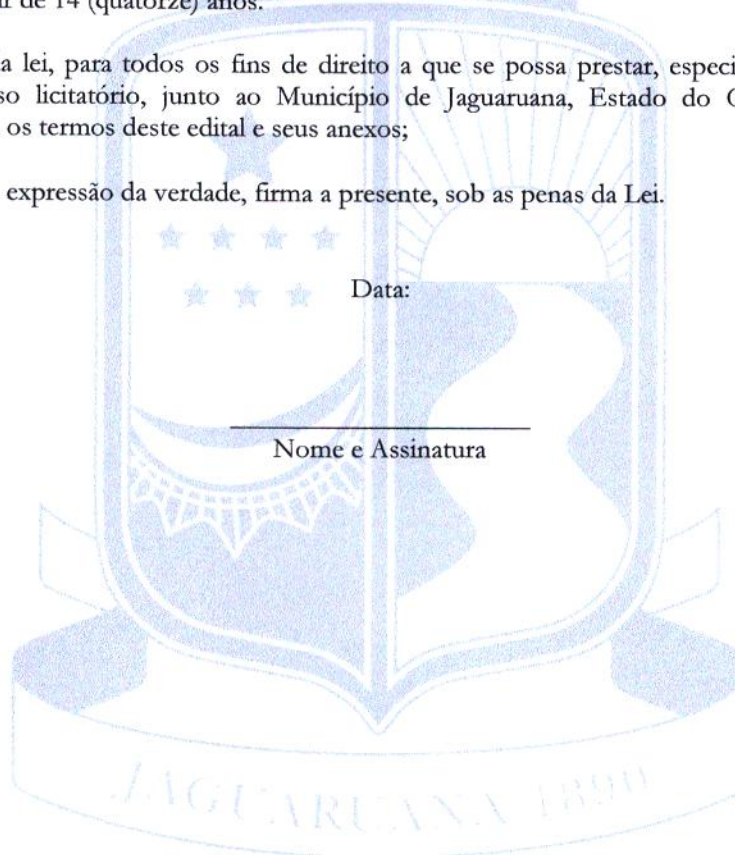 r de 14 (quatorze) anos.
a lei, para todos os fins de direito a que se possa prestar, especi
so licitatório, junto ao Município de Jaguaruana, Estado do C
os termos deste edital e seus anexos;
expressão da verdade, firma a presente, sob as penas da Lei.
Data:
Nome e Assinatura
JAGUARUANA 1890